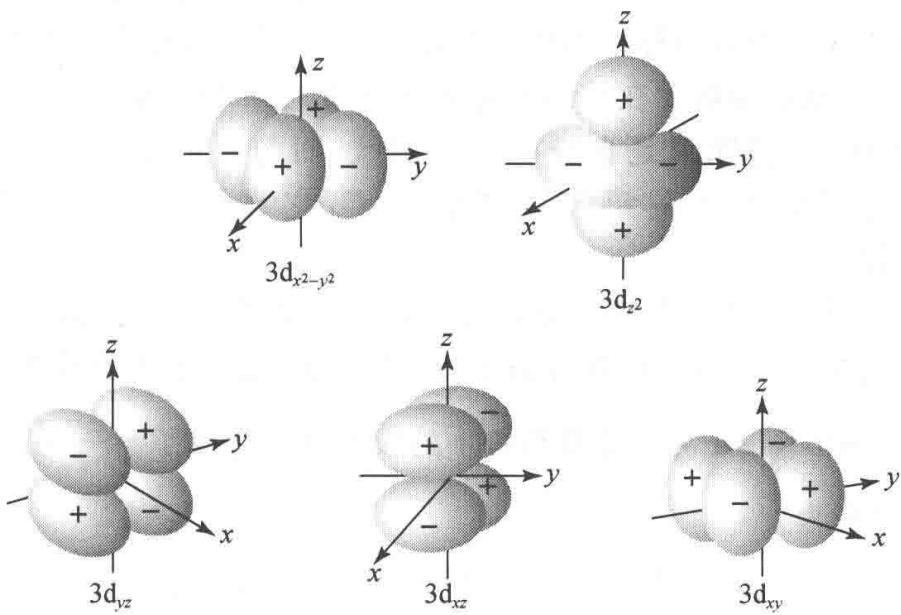 z
+
− + −
y
x
3d_{x²−y²}
z
+
− −
y
x
+
3d_{z²}
z
+
−
y
+
−
x
3d_{yz}
z
−
+
y
+
−
x
3d_{xz}
z
−
+ − +
y
x
3d_{xy}